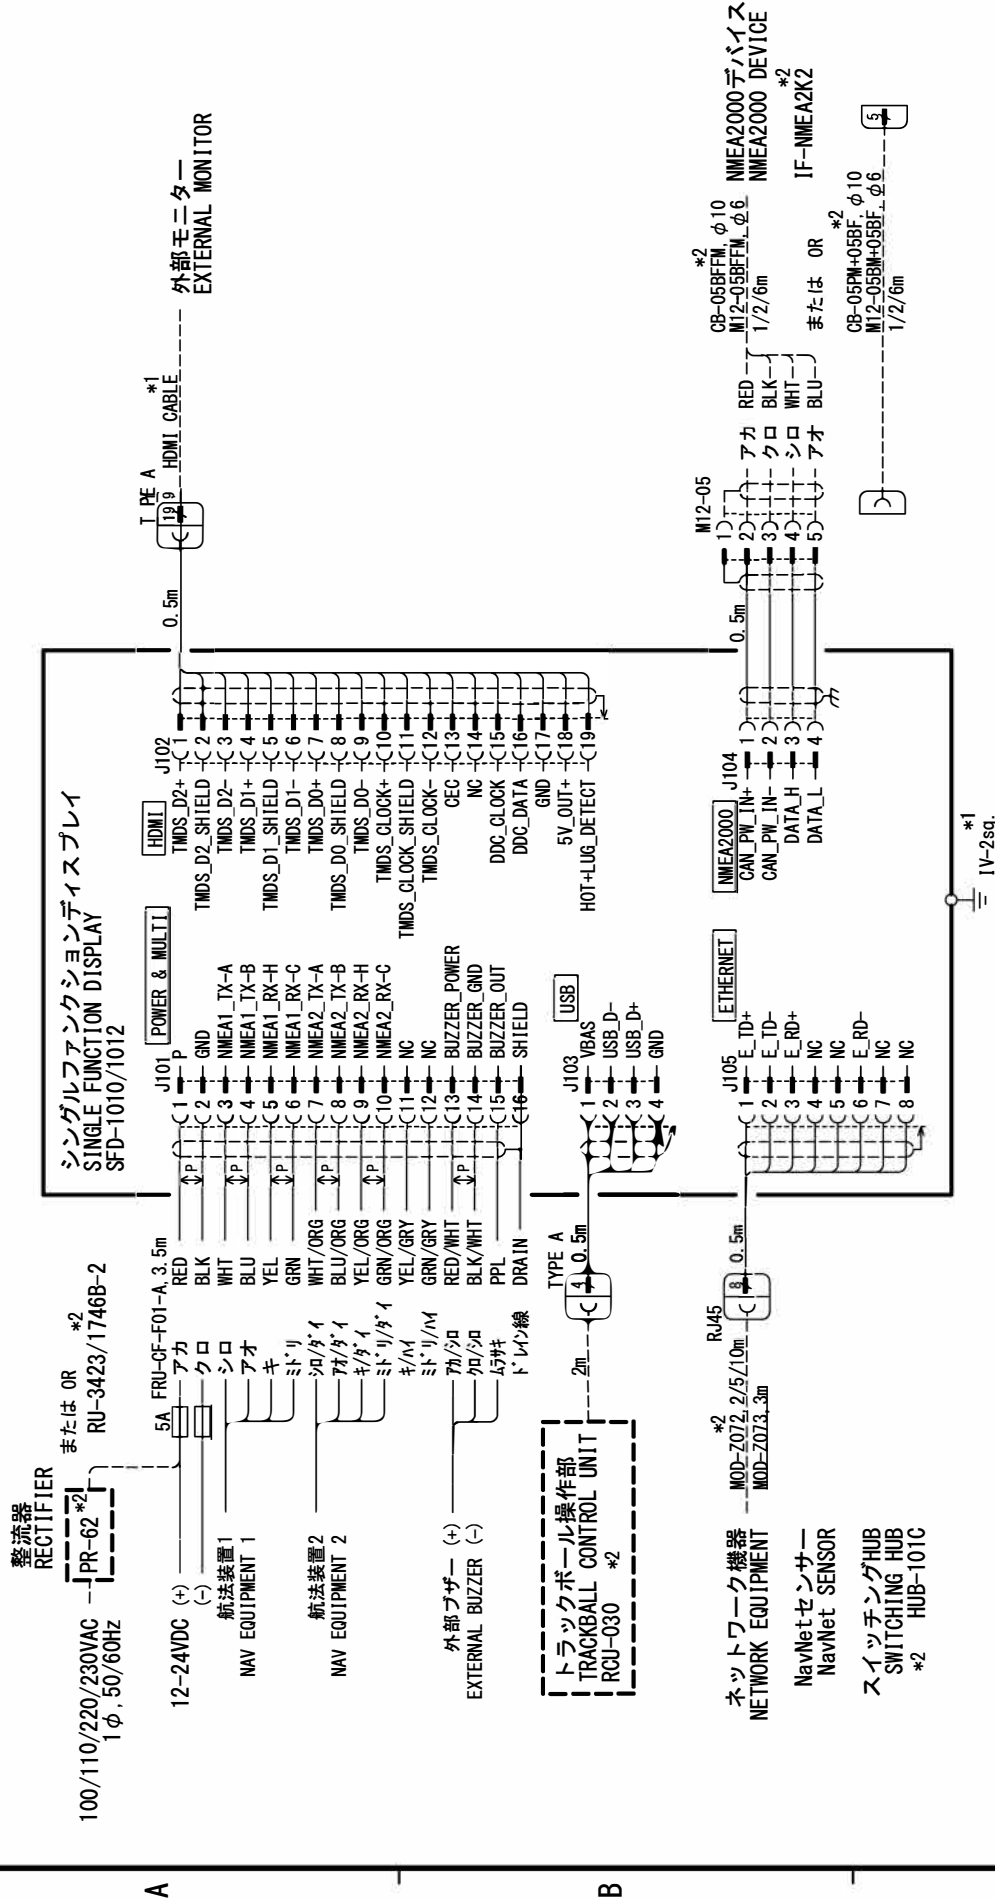 整流器
RECTIFIER
PR-62 *2
または OR
*2
RU-3423/1746B-2
100/110/220/230VAC
1φ, 50/60Hz
12-24VDC (+)
(-)
5A
FRU-CF-F01-A, 3.5m
航法装置1
NAV EQUIPMENT 1
航法装置2
NAV EQUIPMENT 2
外部ブザー (+)
EXTERNAL BUZZER (-)
アカ RED
クロ BLK
シロ WHT
アオ BLU
キ YEL
ミドリ GRN
シロ/ダイ WHT/ORG
アオ/ダイ BLU/ORG
キ/ダイ YEL/ORG
ミドリ/ダイ GRN/ORG
キ/ハイ YEL/GRY
ミドリ/ハイ GRN/GRY
アカ/シロ RED/WHT
クロ/シロ BLK/WHT
ムラサキ PPL
ドレイン線 DRAIN
P
P
P
P
P
P
シングルファンクションディスプレイ
SINGLE FUNCTION DISPLAY
SFD-1010/1012
POWER & MULTI
J101
1 P
2 GND
3 NMEA1_TX-A
4 NMEA1_TX-B
5 NMEA1_RX-H
6 NMEA1_RX-C
7 NMEA2_TX-A
8 NMEA2_TX-B
9 NMEA2_RX-H
10 NMEA2_RX-C
11 NC
12 NC
13 BUZZER_POWER
14 BUZZER_GND
15 BUZZER_OUT
16 SHIELD
HDMI
J102
TMDS_D2+ 1
TMDS_D2_SHIELD 2
TMDS_D2- 3
TMDS_D1+ 4
TMDS_D1_SHIELD 5
TMDS_D1- 6
TMDS_D0+ 7
TMDS_D0_SHIELD 8
TMDS_D0- 9
TMDS_CLOCK+ 10
TMDS_CLOCK_SHIELD 11
TMDS_CLOCK- 12
CEC 13
NC 14
DDC_CLOCK 15
DDC_DATA 16
GND 17
5V_OUT+ 18
HOT+LUG_DETECT 19
0.5m
19
HDMI CABLE
*1
外部モニター
EXTERNAL MONITOR
トラックボール操作部
TRACKBALL CONTROL UNIT
RCU-030 *2
2m
TYPE A
4
0.5m
USB
J103
1 VBAS
2 USB_D-
3 USB_D+
4 GND
ネットワーク機器
NETWORK EQUIPMENT
NavNetセンサー
NavNet SENSOR
スイッチングHUB
SWITCHING HUB
*2 HUB-101C
*2
MOD-Z072, 2/5/10m
MOD-Z073, 3m
RJ45
8
0.5m
ETHERNET
J105
1 E_TD+
2 E_TD-
3 E_RD+
4 NC
5 NC
6 E_RD-
7 NC
8 NC
NMEA2000
J104
CAN_PW_IN+ 1
CAN_PW_IN- 2
DATA_H 3
DATA_L 4
0.5m
M12-05
1
2 アカ RED
3 クロ BLK
4 シロ WHT
5 アオ BLU
*2
CB-05BFFM, φ10
M12-05BFFM, φ6
1/2/6m
NMEA2000デバイス
NMEA2000 DEVICE
*2
IF-NMEA2K2
または OR
*2
CB-05PM+05BF, φ10
M12-05BM+05BF, φ6
1/2/6m
5
*1
IV-2sq.
A
B